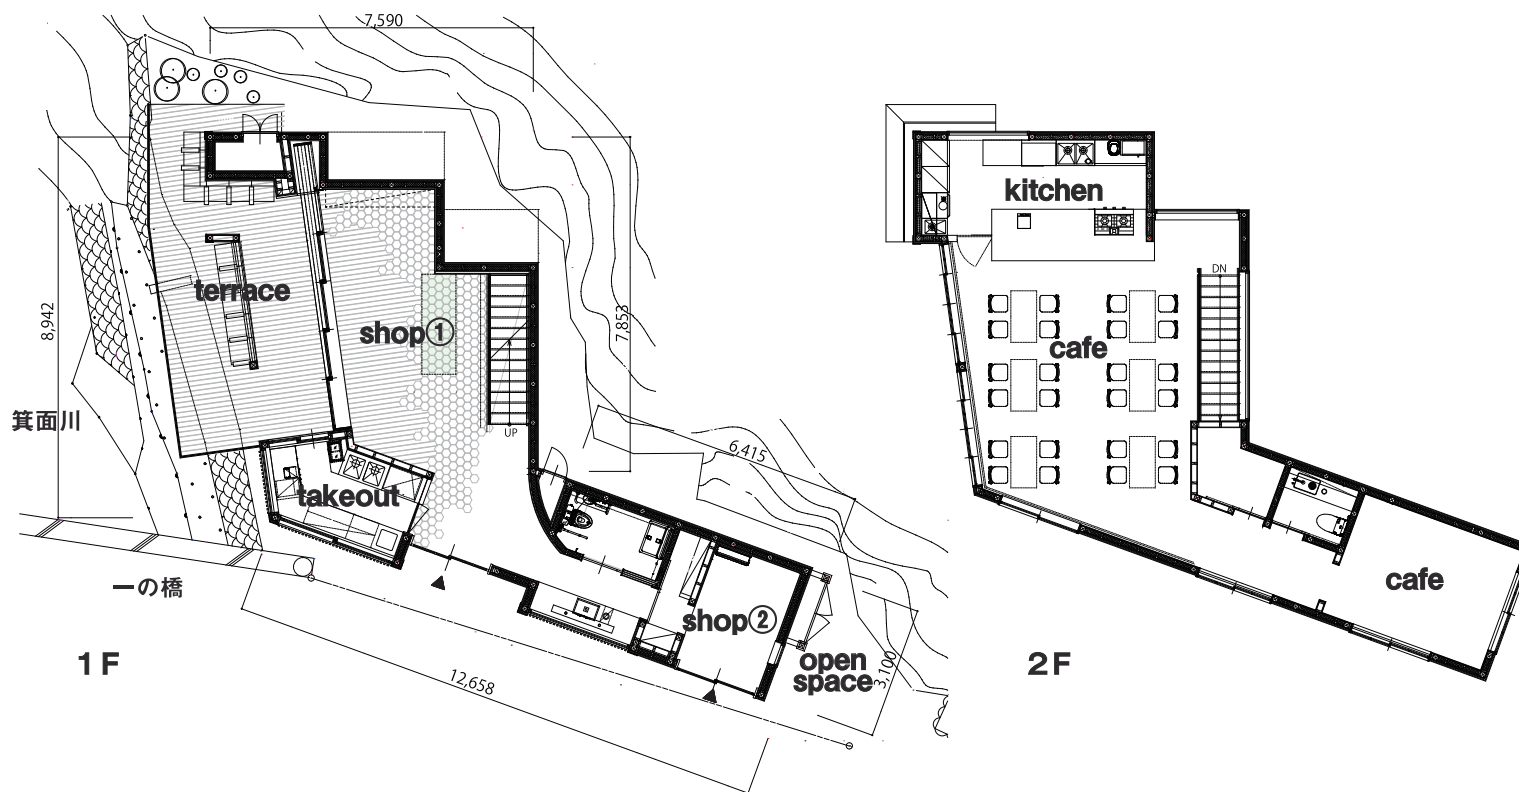 7,590
8,942
7,853
terrace
shop①
UP
箕面川
takeout
6,415
一の橋
shop②
open
space
3,100
12,658
1F
kitchen
DN
cafe
cafe
2F